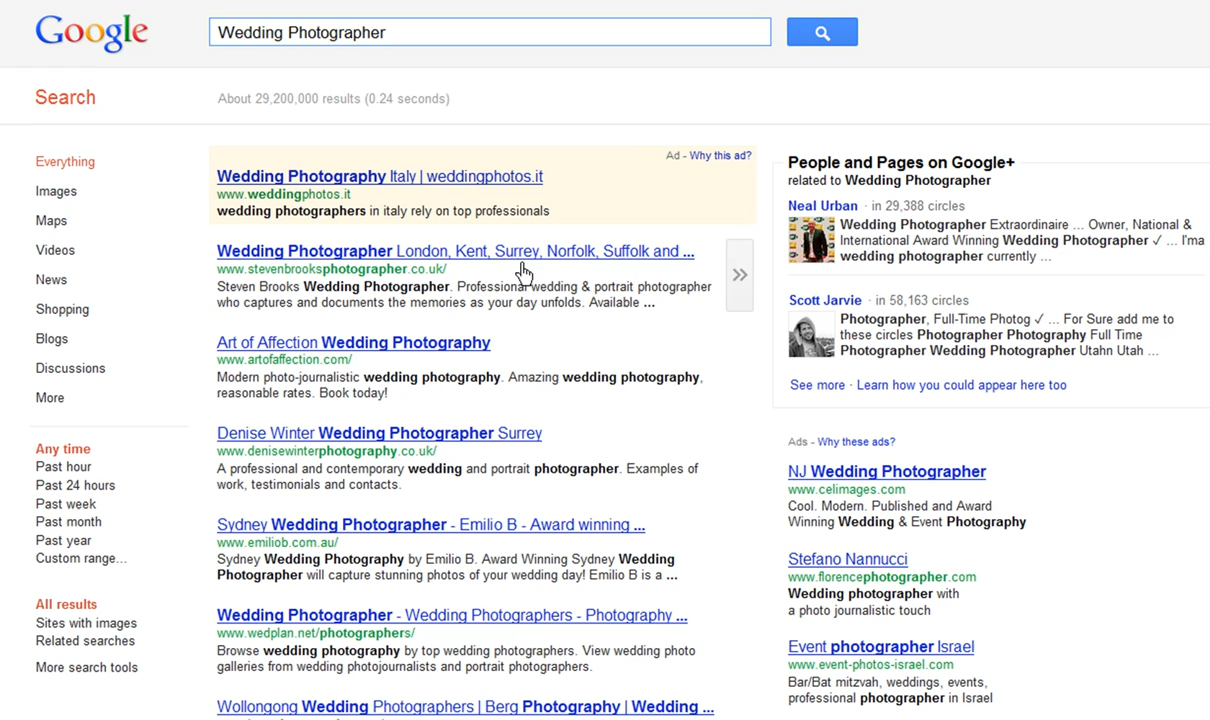 Google
Wedding Photographer
Search
About 29,200,000 results (0.24 seconds)
Everything
Images
Maps
Videos
News
Shopping
Blogs
Discussions
More
Any time
Past hour
Past 24 hours
Past week
Past month
Past year
Custom range...
All results
Sites with images
Related searches
More search tools
Ad - Why this ad?
Wedding Photography Italy | weddingphotos.it
www.weddingphotos.it
wedding photographers in italy rely on top professionals
Wedding Photographer London, Kent, Surrey, Norfolk, Suffolk and ...
www.stevenbrooksphotographer.co.uk/
Steven Brooks Wedding Photographer. Professional wedding & portrait photographer
who captures and documents the memories as your day unfolds. Available ...
Art of Affection Wedding Photography
www.artofaffection.com/
Modern photo-journalistic wedding photography. Amazing wedding photography,
reasonable rates. Book today!
Denise Winter Wedding Photographer Surrey
www.denisewinterphotography.co.uk/
A professional and contemporary wedding and portrait photographer. Examples of
work, testimonials and contacts.
Sydney Wedding Photographer - Emilio B - Award winning ...
www.emiliob.com.au/
Sydney Wedding Photography by Emilio B. Award Winning Sydney Wedding
Photographer will capture stunning photos of your wedding day! Emilio B is a ...
Wedding Photographer - Wedding Photographers - Photography ...
www.wedplan.net/photographers/
Browse wedding photography by top wedding photographers. View wedding photo
galleries from wedding photojournalists and portrait photographers.
Wollongong Wedding Photographers | Berg Photography | Wedding ...
People and Pages on Google+
related to Wedding Photographer
Neal Urban · in 29,388 circles
Wedding Photographer Extraordinaire ... Owner, National &
International Award Winning Wedding Photographer ✓ ... I'ma
wedding photographer currently ...
Scott Jarvie · in 58,163 circles
Photographer, Full-Time Photog ✓ ... For Sure add me to
these circles Photographer Photography Full Time
Photographer Wedding Photographer Utahn Utah ...
See more · Learn how you could appear here too
Ads - Why these ads?
NJ Wedding Photographer
www.celimages.com
Cool. Modern. Published and Award
Winning Wedding & Event Photography
Stefano Nannucci
www.florencephotographer.com
Wedding photographer with
a photo journalistic touch
Event photographer Israel
www.event-photos-israel.com
Bar/Bat mitzvah, weddings, events,
professional photographer in Israel